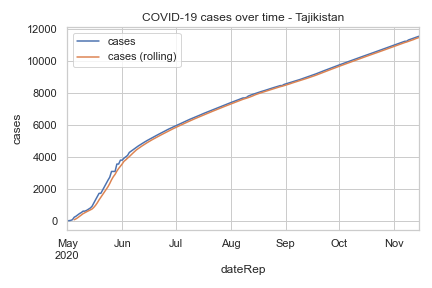 COVID-19 cases over time - Tajikistan
cases
cases (rolling)
12000
10000
8000
6000
4000
2000
0
cases
May Jun Jul Aug Sep Oct Nov
2020
dateRep